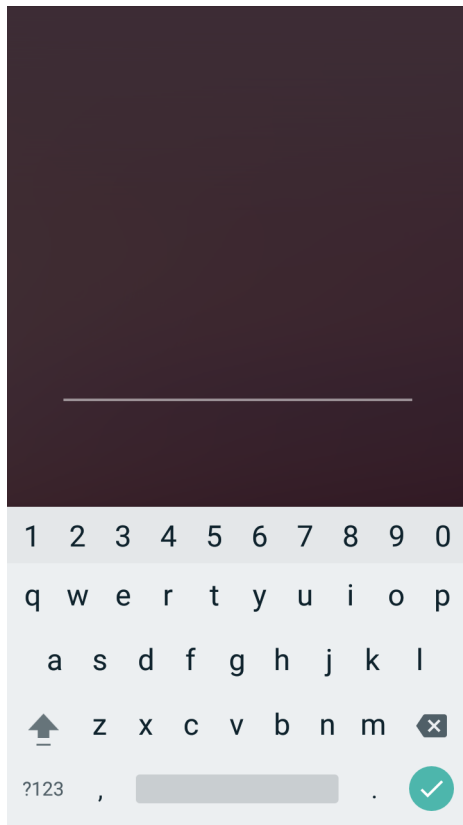 1 2 3 4 5 6 7 8 9 0
q w e r t y u i o p
a s d f g h j k l
z x c v b n m
?123 , .